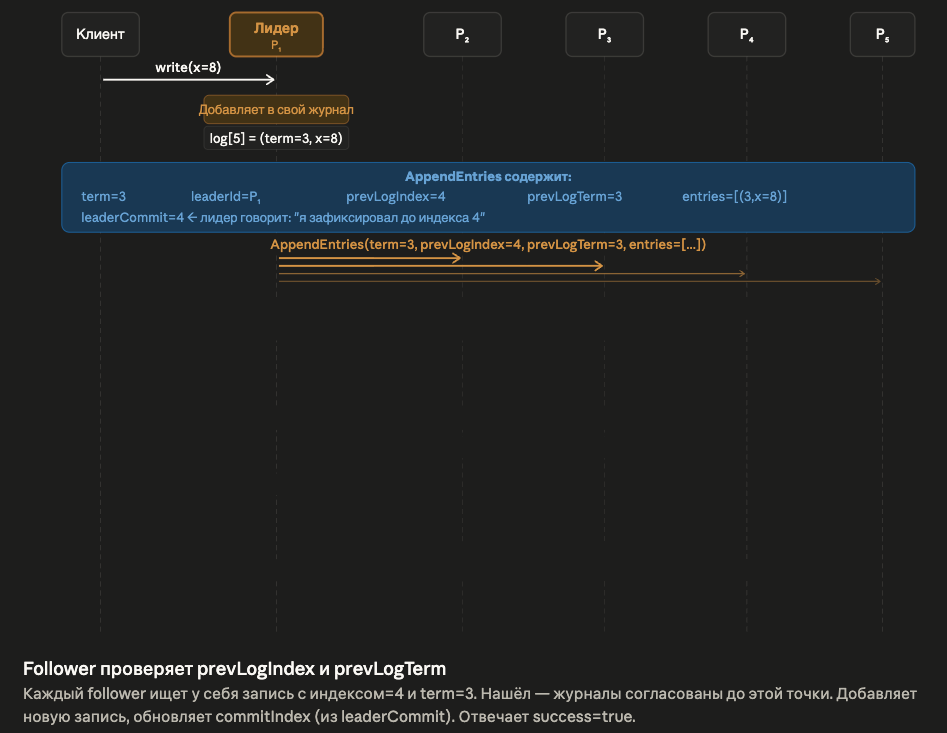 Клиент
Лидер
P₁
P₂
P₃
P₄
P₅
write(x=8)
Добавляет в свой журнал
log[5] = (term=3, x=8)
AppendEntries содержит:
term=3 leaderId=P₁ prevLogIndex=4 prevLogTerm=3 entries=[(3,x=8)]
leaderCommit=4 ← лидер говорит: "я зафиксировал до индекса 4"
AppendEntries(term=3, prevLogIndex=4, prevLogTerm=3, entries=[...])
Follower проверяет prevLogIndex и prevLogTerm
Каждый follower ищет у себя запись с индексом=4 и term=3. Нашёл — журналы согласованы до этой точки. Добавляет
новую запись, обновляет commitIndex (из leaderCommit). Отвечает success=true.